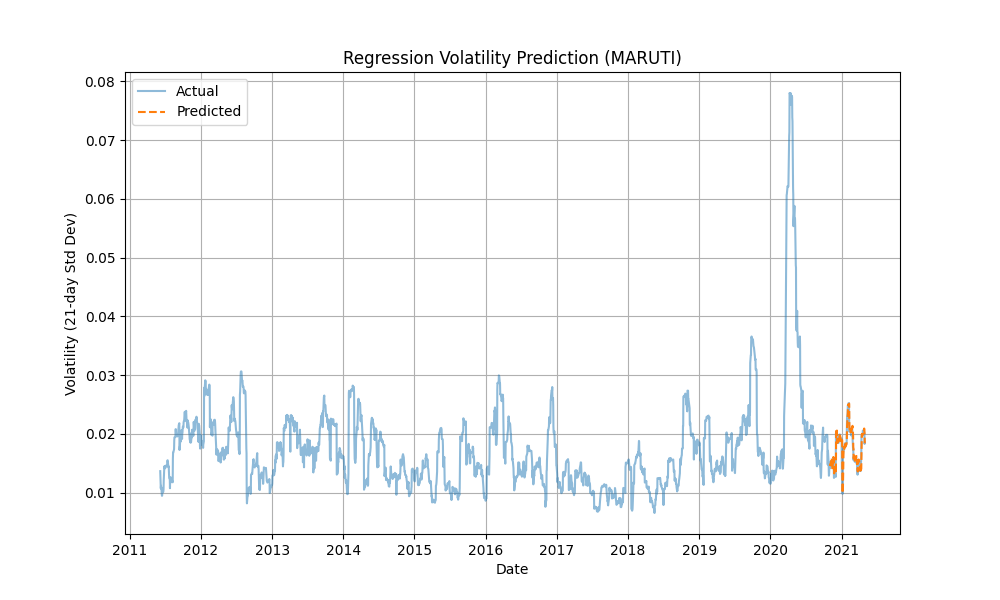 Regression Volatility Prediction (MARUTI)
Actual
Predicted
Volatility (21-day Std Dev)
0.08
0.07
0.06
0.05
0.04
0.03
0.02
0.01
2011 2012 2013 2014 2015 2016 2017 2018 2019 2020 2021
Date